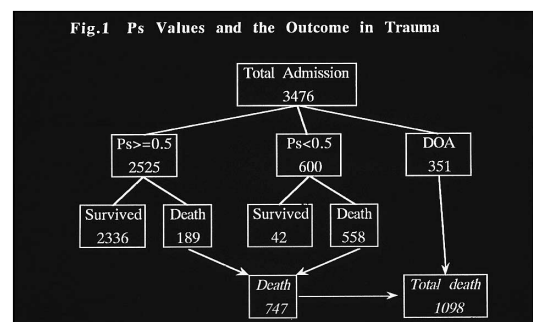 Fig.1 Ps Values and the Outcome in Trauma
Total Admission
3476
Ps>=0.5
2525
Ps<0.5
600
DOA
351
Survived
2336
Death
189
Survived
42
Death
558
Death
747
Total death
1098